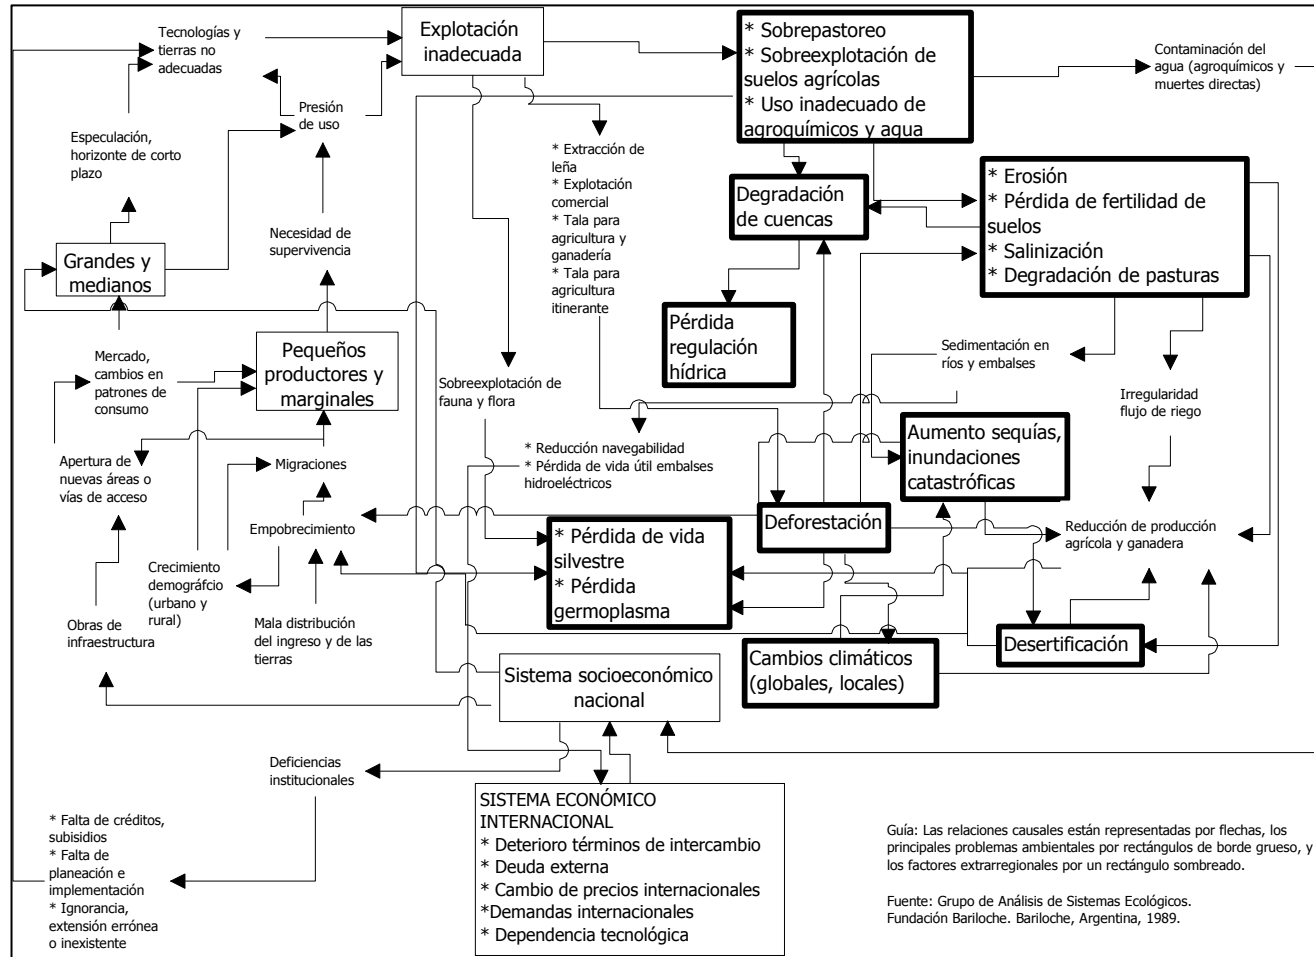 Tecnologías y
tierras no
adecuadas
Explotación
inadecuada
* Sobrepastoreo
* Sobreexplotación de
suelos agrícolas
* Uso inadecuado de
agroquímicos y agua
Contaminación del
agua (agroquímicos y
muertes directas)
Presión
de uso
Especulación,
horizonte de corto
plazo
* Extracción de
leña
* Explotación
comercial
* Tala para
agricultura y
ganadería
* Tala para
agricultura
itinerante
Degradación
de cuencas
* Erosión
* Pérdida de fertilidad de
suelos
* Salinización
* Degradación de pasturas
Necesidad de
supervivencia
Grandes y
medianos
Pérdida
regulación
hídrica
Mercado,
cambios en
patrones de
consumo
Pequeños
productores y
marginales
Sobreexplotación de
fauna y flora
Sedimentación en
ríos y embalses
Irregularidad
flujo de riego
Apertura de
nuevas áreas o
vías de acceso
Migraciones
* Reducción navegabilidad
* Pérdida de vida útil embalses
hidroeléctricos
Aumento sequías,
inundaciones
catastróficas
Empobrecimiento
* Pérdida de vida
silvestre
* Pérdida
germoplasma
Deforestación
Reducción de producción
agrícola y ganadera
Crecimiento
demográfcio
(urbano y
rural)
Obras de
infraestructura
Mala distribución
del ingreso y de las
tierras
Desertificación
Cambios climáticos
(globales, locales)
Sistema socioeconómico
nacional
Deficiencias
institucionales
SISTEMA ECONÓMICO
INTERNACIONAL
* Deterioro términos de intercambio
* Deuda externa
* Cambio de precios internacionales
*Demandas internacionales
* Dependencia tecnológica
* Falta de créditos,
subsidios
* Falta de
planeación e
implementación
* Ignorancia,
extensión errónea
o inexistente
Guía: Las relaciones causales están representadas por flechas, los
principales problemas ambientales por rectángulos de borde grueso, y
los factores extrarregionales por un rectángulo sombreado.
Fuente: Grupo de Análisis de Sistemas Ecológicos.
Fundación Bariloche. Bariloche, Argentina, 1989.